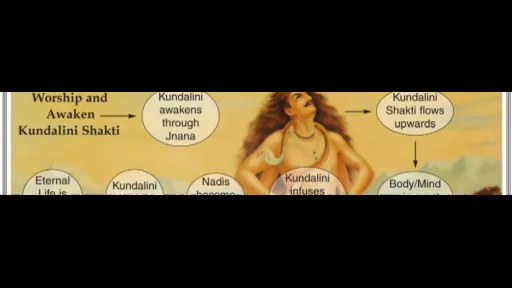 Worship and
Awaken
Kundalini Shakti
Kundalini
awakens
through
Jnana
Kundalini
Shakti flows
upwards
Eternal
Life is
Kundalini
Nadis
become
Kundalini
infuses
Body/Mind